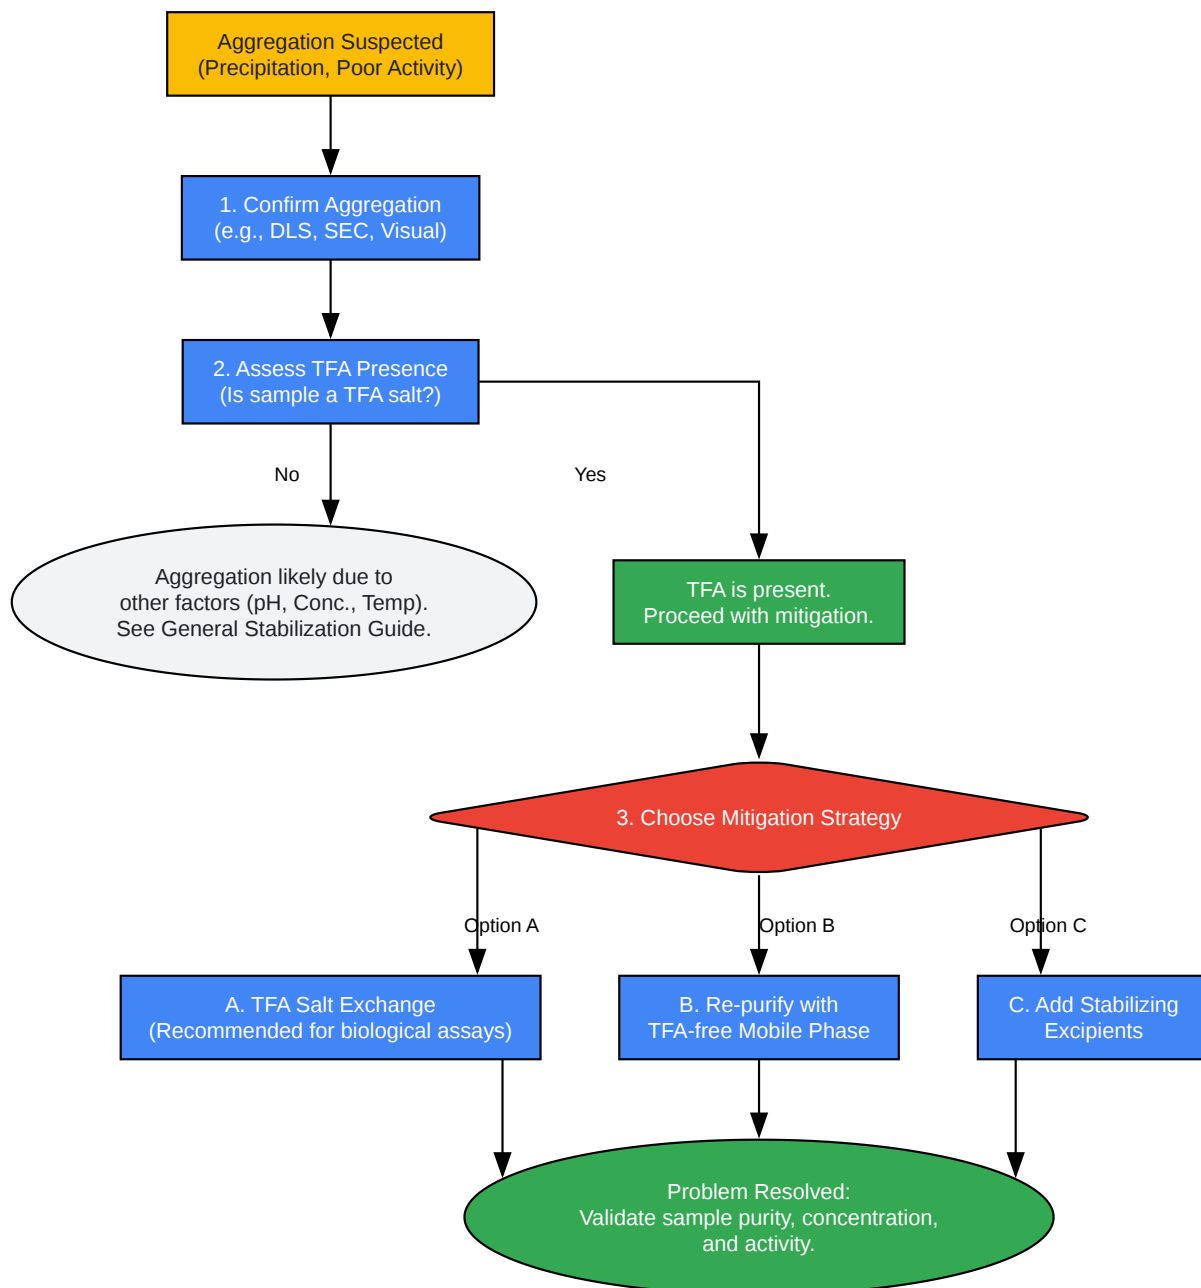 Aggregation Suspected
(Precipitation, Poor Activity)
1. Confirm Aggregation
(e.g., DLS, SEC, Visual)
2. Assess TFA Presence
(Is sample a TFA salt?)
No
Yes
Aggregation likely due to
other factors (pH, Conc., Temp).
See General Stabilization Guide.
TFA is present.
Proceed with mitigation.
3. Choose Mitigation Strategy
Option A
Option B
Option C
A. TFA Salt Exchange
(Recommended for biological assays)
B. Re-purify with
TFA-free Mobile Phase
C. Add Stabilizing
Excipients
Problem Resolved:
Validate sample purity, concentration,
and activity.